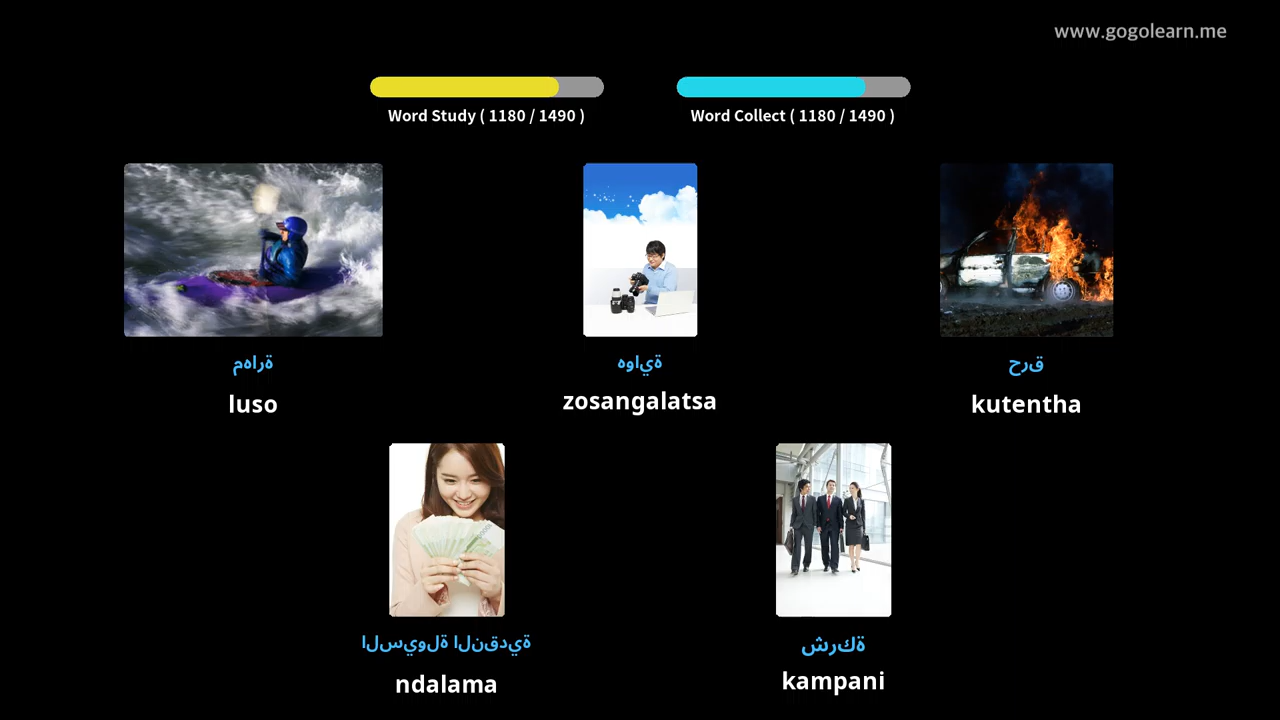 www.gogolearn.me
Word Study ( 1180 / 1490 )
Word Collect ( 1180 / 1490 )
مهارة
هواية
حرق
luso
zosangalatsa
kutentha
السيولة النقدية
شركة
ndalama
kampani